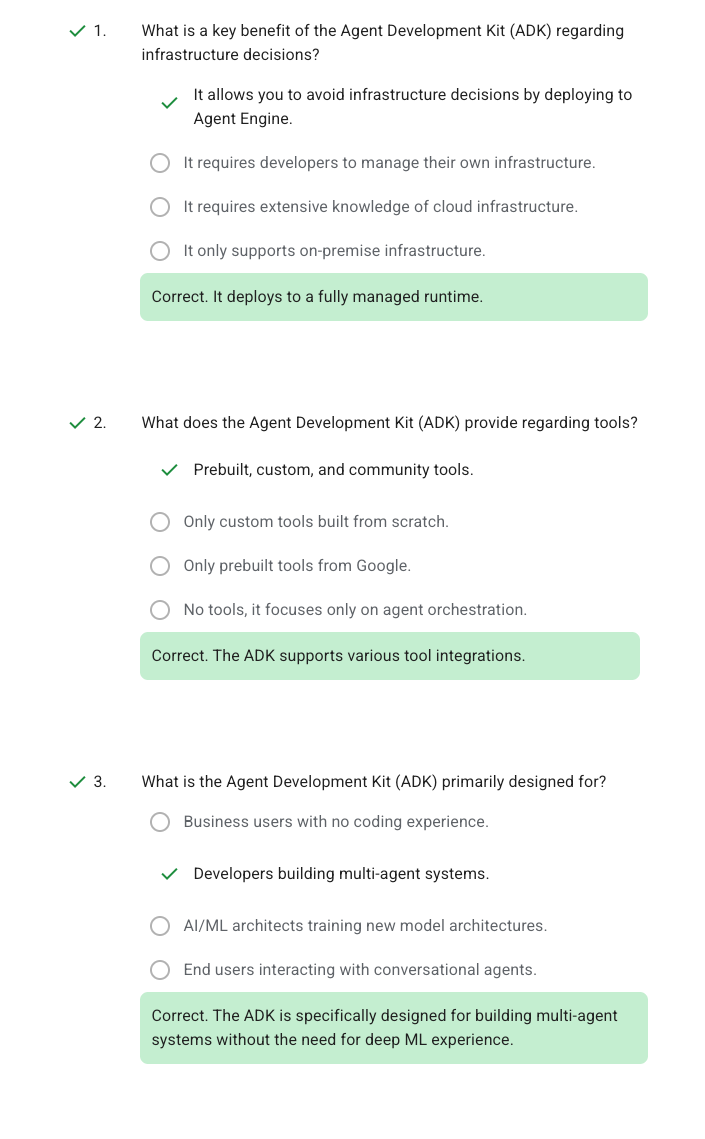 1. What is a key benefit of the Agent Development Kit (ADK) regarding
infrastructure decisions?
It allows you to avoid infrastructure decisions by deploying to
Agent Engine.
It requires developers to manage their own infrastructure.
It requires extensive knowledge of cloud infrastructure.
It only supports on-premise infrastructure.
Correct. It deploys to a fully managed runtime.
2. What does the Agent Development Kit (ADK) provide regarding tools?
Prebuilt, custom, and community tools.
Only custom tools built from scratch.
Only prebuilt tools from Google.
No tools, it focuses only on agent orchestration.
Correct. The ADK supports various tool integrations.
3. What is the Agent Development Kit (ADK) primarily designed for?
Business users with no coding experience.
Developers building multi-agent systems.
AI/ML architects training new model architectures.
End users interacting with conversational agents.
Correct. The ADK is specifically designed for building multi-agent
systems without the need for deep ML experience.